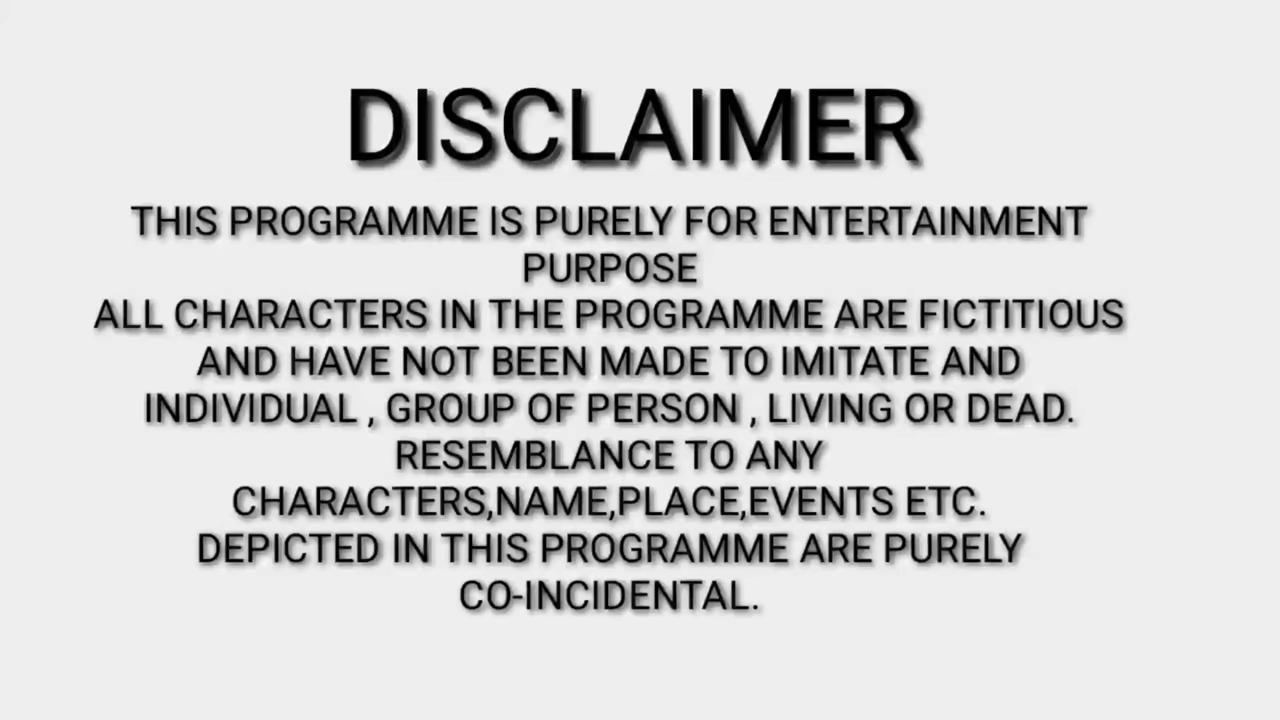 DISCLAIMER
THIS PROGRAMME IS PURELY FOR ENTERTAINMENT
PURPOSE
ALL CHARACTERS IN THE PROGRAMME ARE FICTITIOUS
AND HAVE NOT BEEN MADE TO IMITATE AND
INDIVIDUAL , GROUP OF PERSON , LIVING OR DEAD.
RESEMBLANCE TO ANY
CHARACTERS,NAME,PLACE,EVENTS ETC.
DEPICTED IN THIS PROGRAMME ARE PURELY
CO-INCIDENTAL.